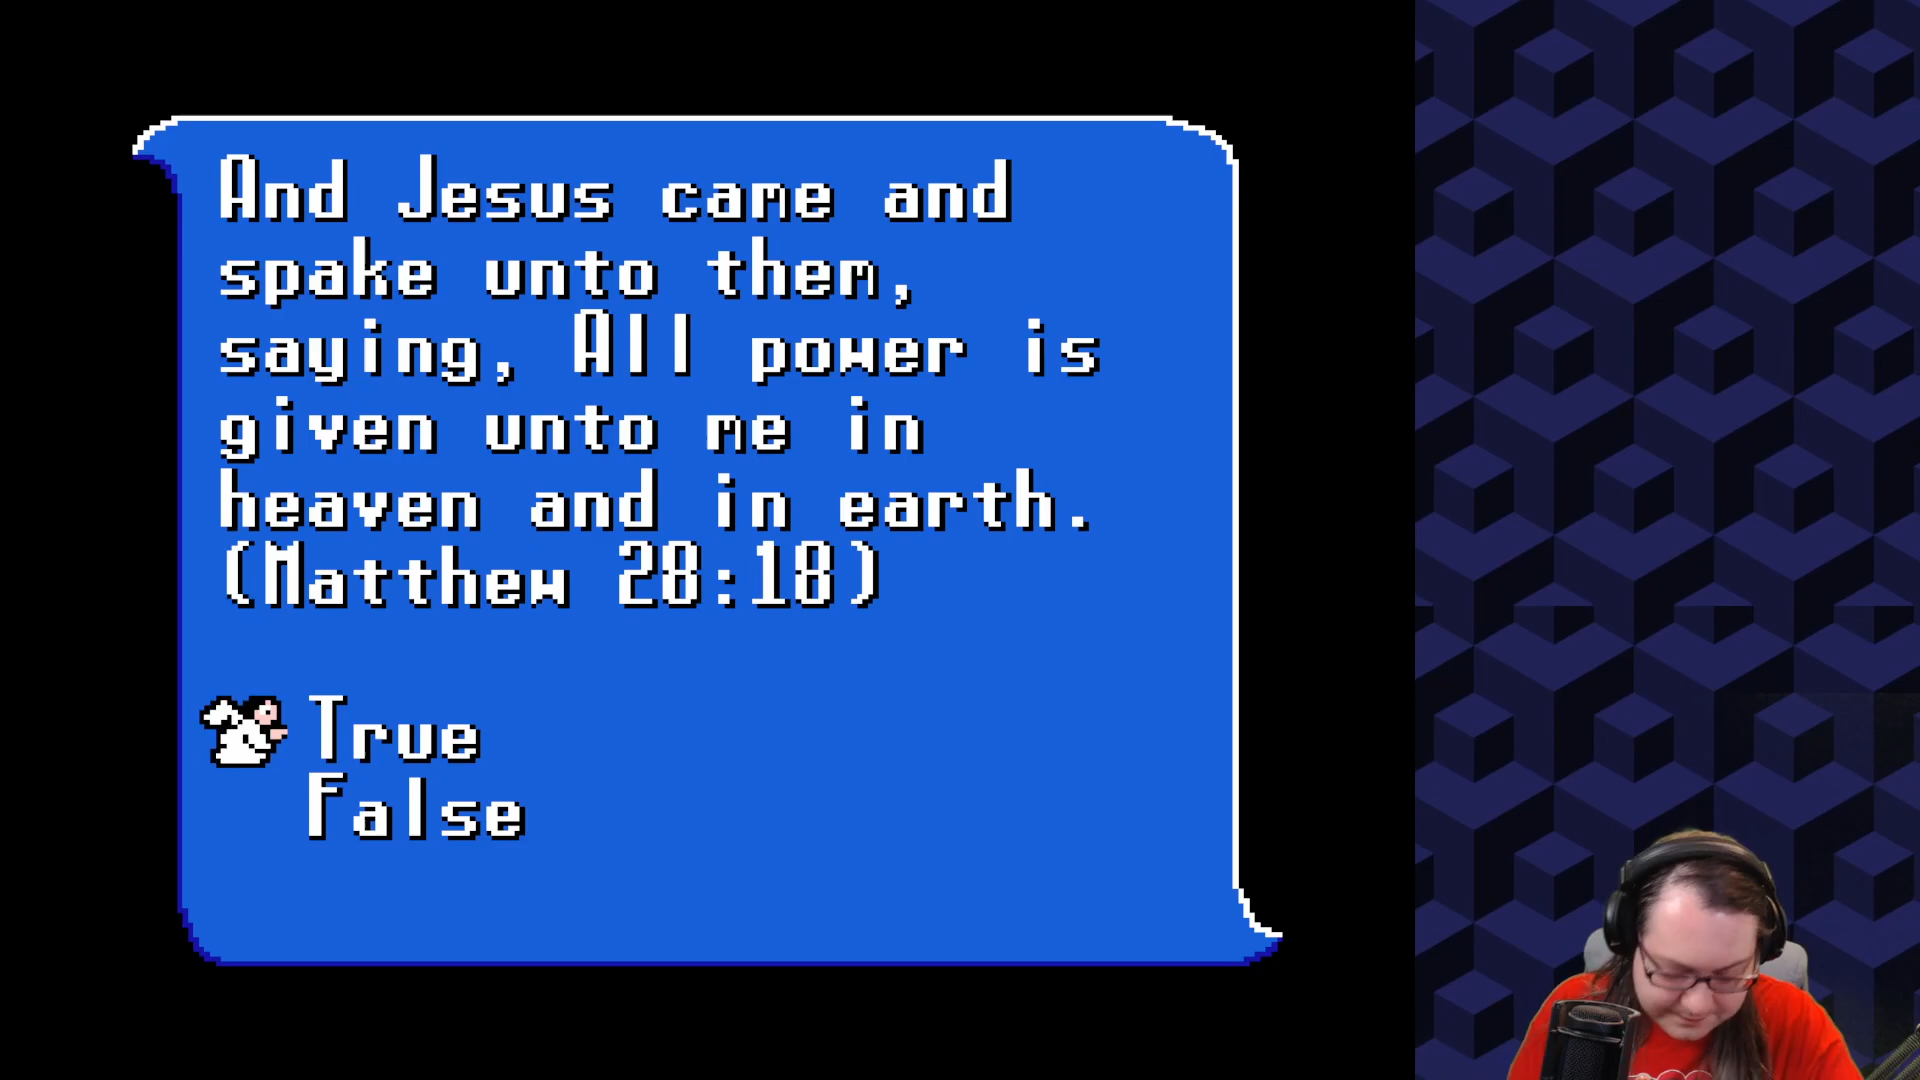 And Jesus came and
spake unto them,
saying, All power is
given unto me in
heaven and in earth.
(Matthew 28:18)
True
False